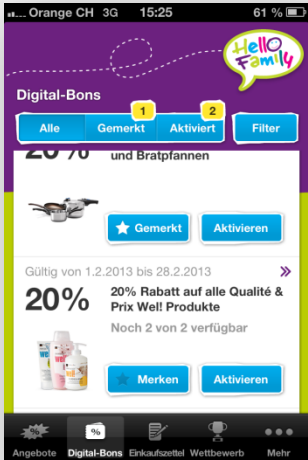 Orange CH 3G 15:25 61 %
Hello
Family
Digital-Bons
1 2
Alle Gemerkt Aktiviert Filter
20%
und Bratpfannen
Gemerkt Aktivieren
Gültig von 1.2.2013 bis 28.2.2013 »
20% 20% Rabatt auf alle Qualité &
Prix Wel! Produkte
Noch 2 von 2 verfügbar
Merken Aktivieren
%
Angebote Digital-Bons Einkaufszettel Wettbewerb Mehr